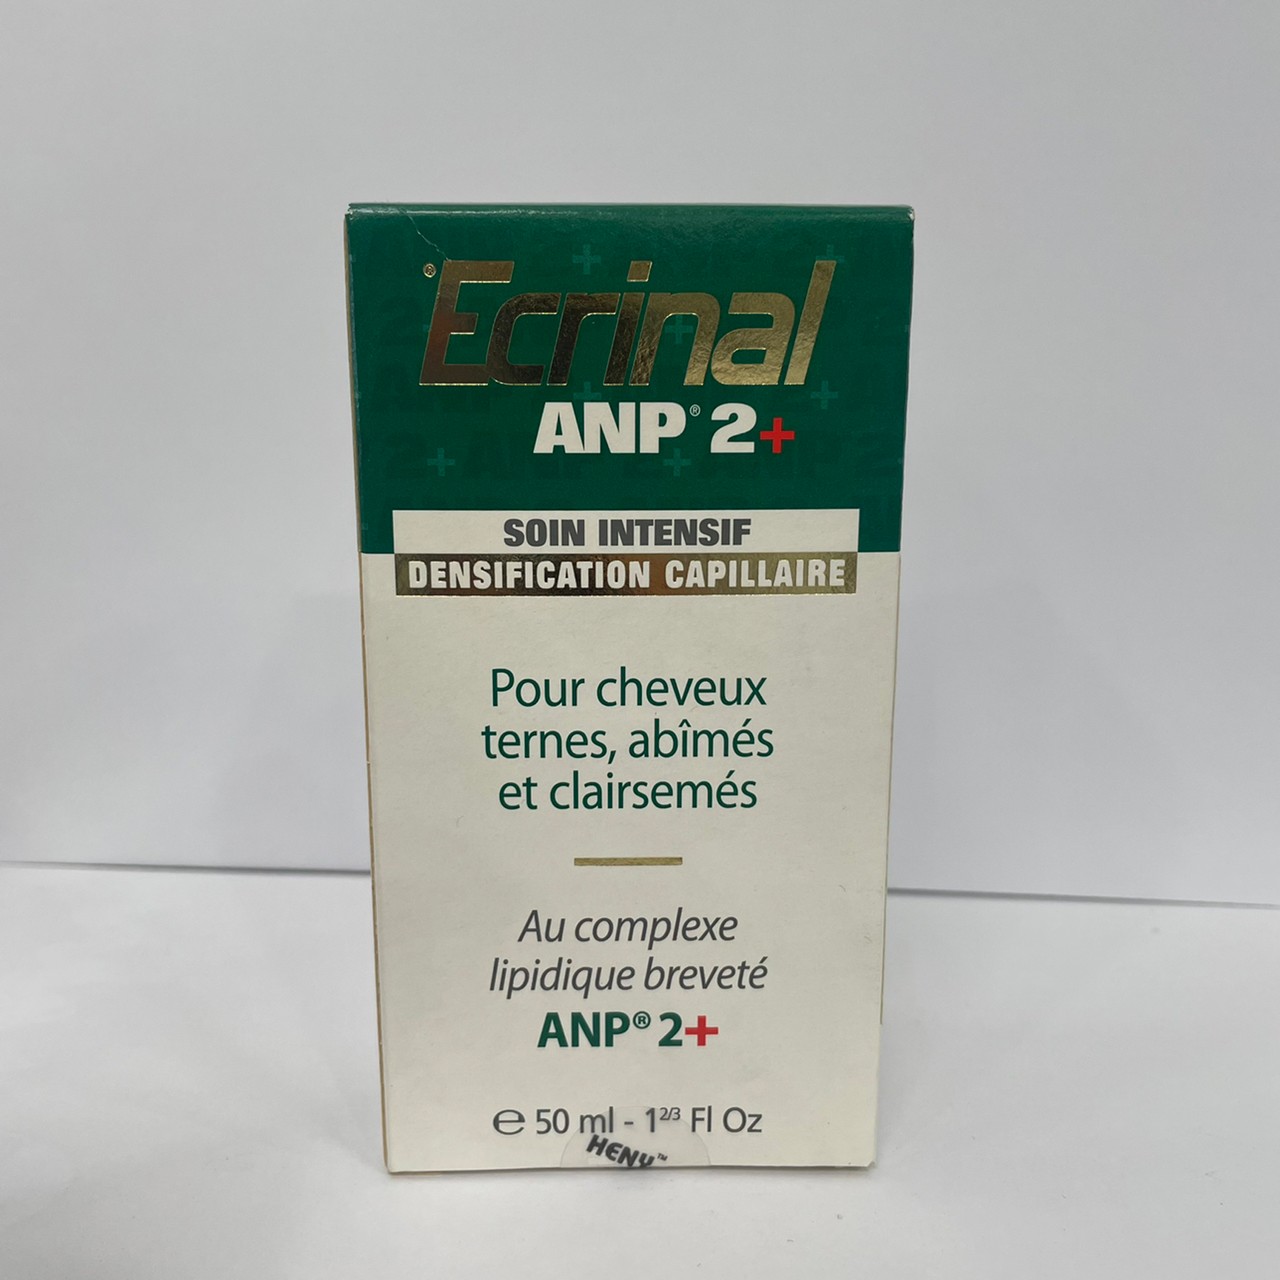 ®Ecrinal
ANP® 2+
SOIN INTENSIF
DENSIFICATION CAPILLAIRE
Pour cheveux
ternes, abîmés
et clairsemés
Au complexe
lipidique breveté
ANP® 2+
℮ 50 ml - 1 2/3 Fl Oz
HENU™